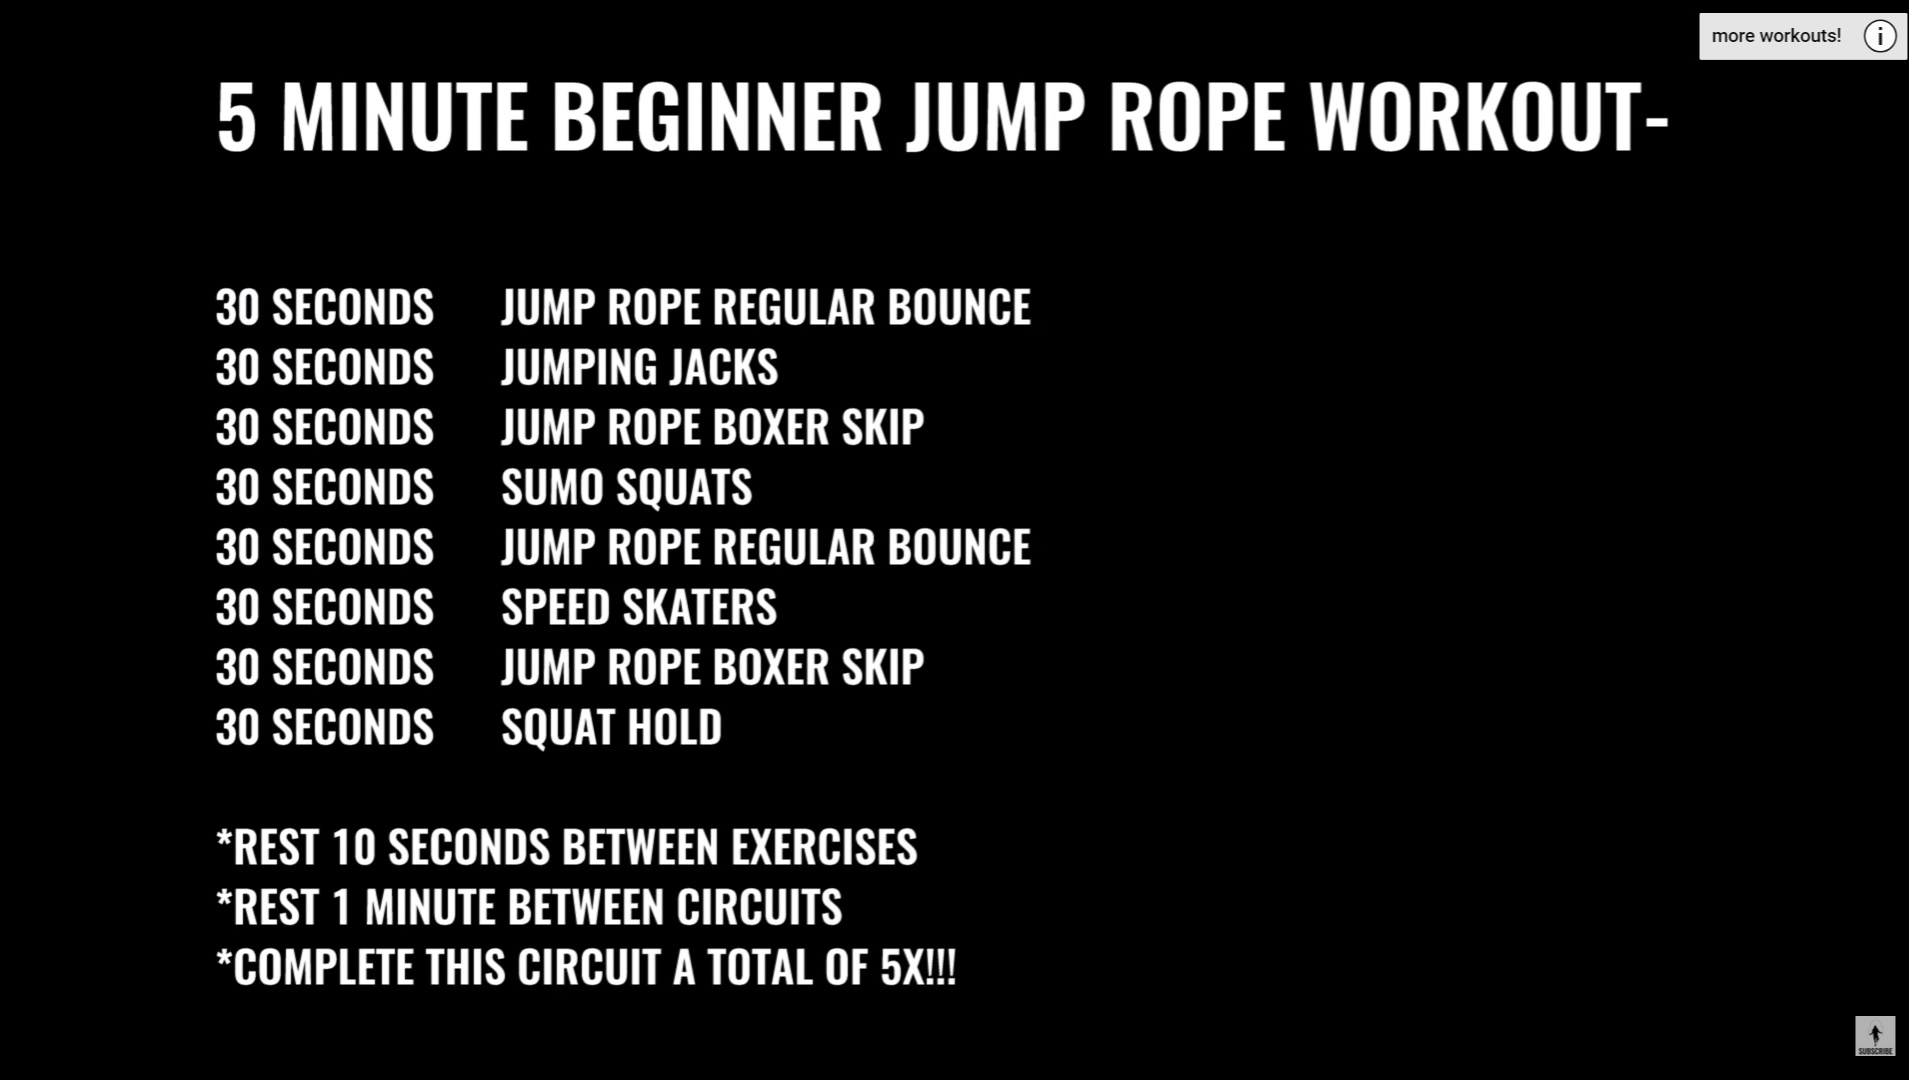 more workouts! i
5 MINUTE BEGINNER JUMP ROPE WORKOUT-
30 SECONDS JUMP ROPE REGULAR BOUNCE
30 SECONDS JUMPING JACKS
30 SECONDS JUMP ROPE BOXER SKIP
30 SECONDS SUMO SQUATS
30 SECONDS JUMP ROPE REGULAR BOUNCE
30 SECONDS SPEED SKATERS
30 SECONDS JUMP ROPE BOXER SKIP
30 SECONDS SQUAT HOLD
*REST 10 SECONDS BETWEEN EXERCISES
*REST 1 MINUTE BETWEEN CIRCUITS
*COMPLETE THIS CIRCUIT A TOTAL OF 5X!!!
SUBSCRIBE